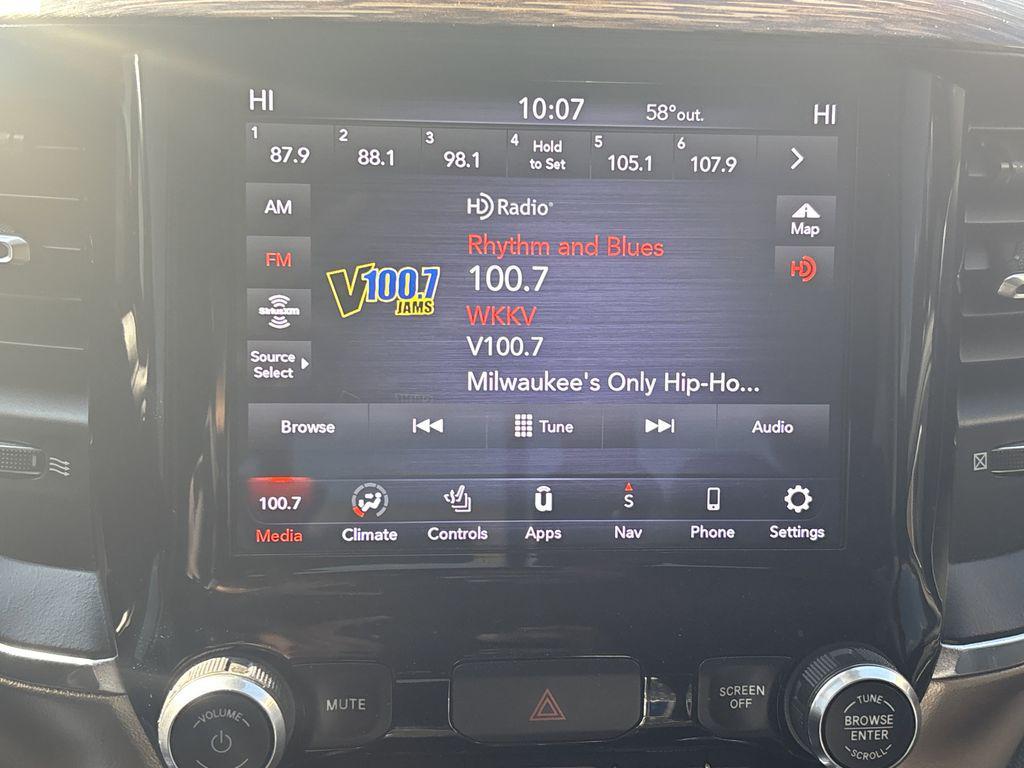 HI
10:07
58°out.
HI
1
87.9
2
88.1
3
98.1
4
Hold
to Set
5
105.1
6
107.9
AM
HD Radio
Map
FM
Rhythm and Blues
HD
V100.7
JAMS
100.7
SiriusXM
WKKV
V100.7
Source
Select
Milwaukee's Only Hip-Ho...
Browse
Tune
Audio
100.7
S
Media
Climate
Controls
Apps
Nav
Phone
Settings
VOLUME
MUTE
SCREEN
OFF
TUNE
BROWSE
ENTER
SCROLL